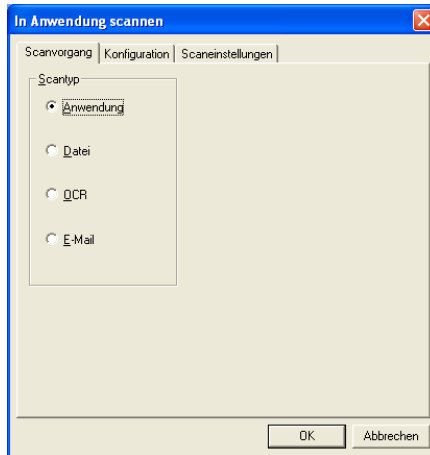 In Anwendung scannen
Scanvorgang Konfiguration Scaneinstellungen
Scantyp
Anwendung
Datei
OCR
E-Mail
OK Abbrechen